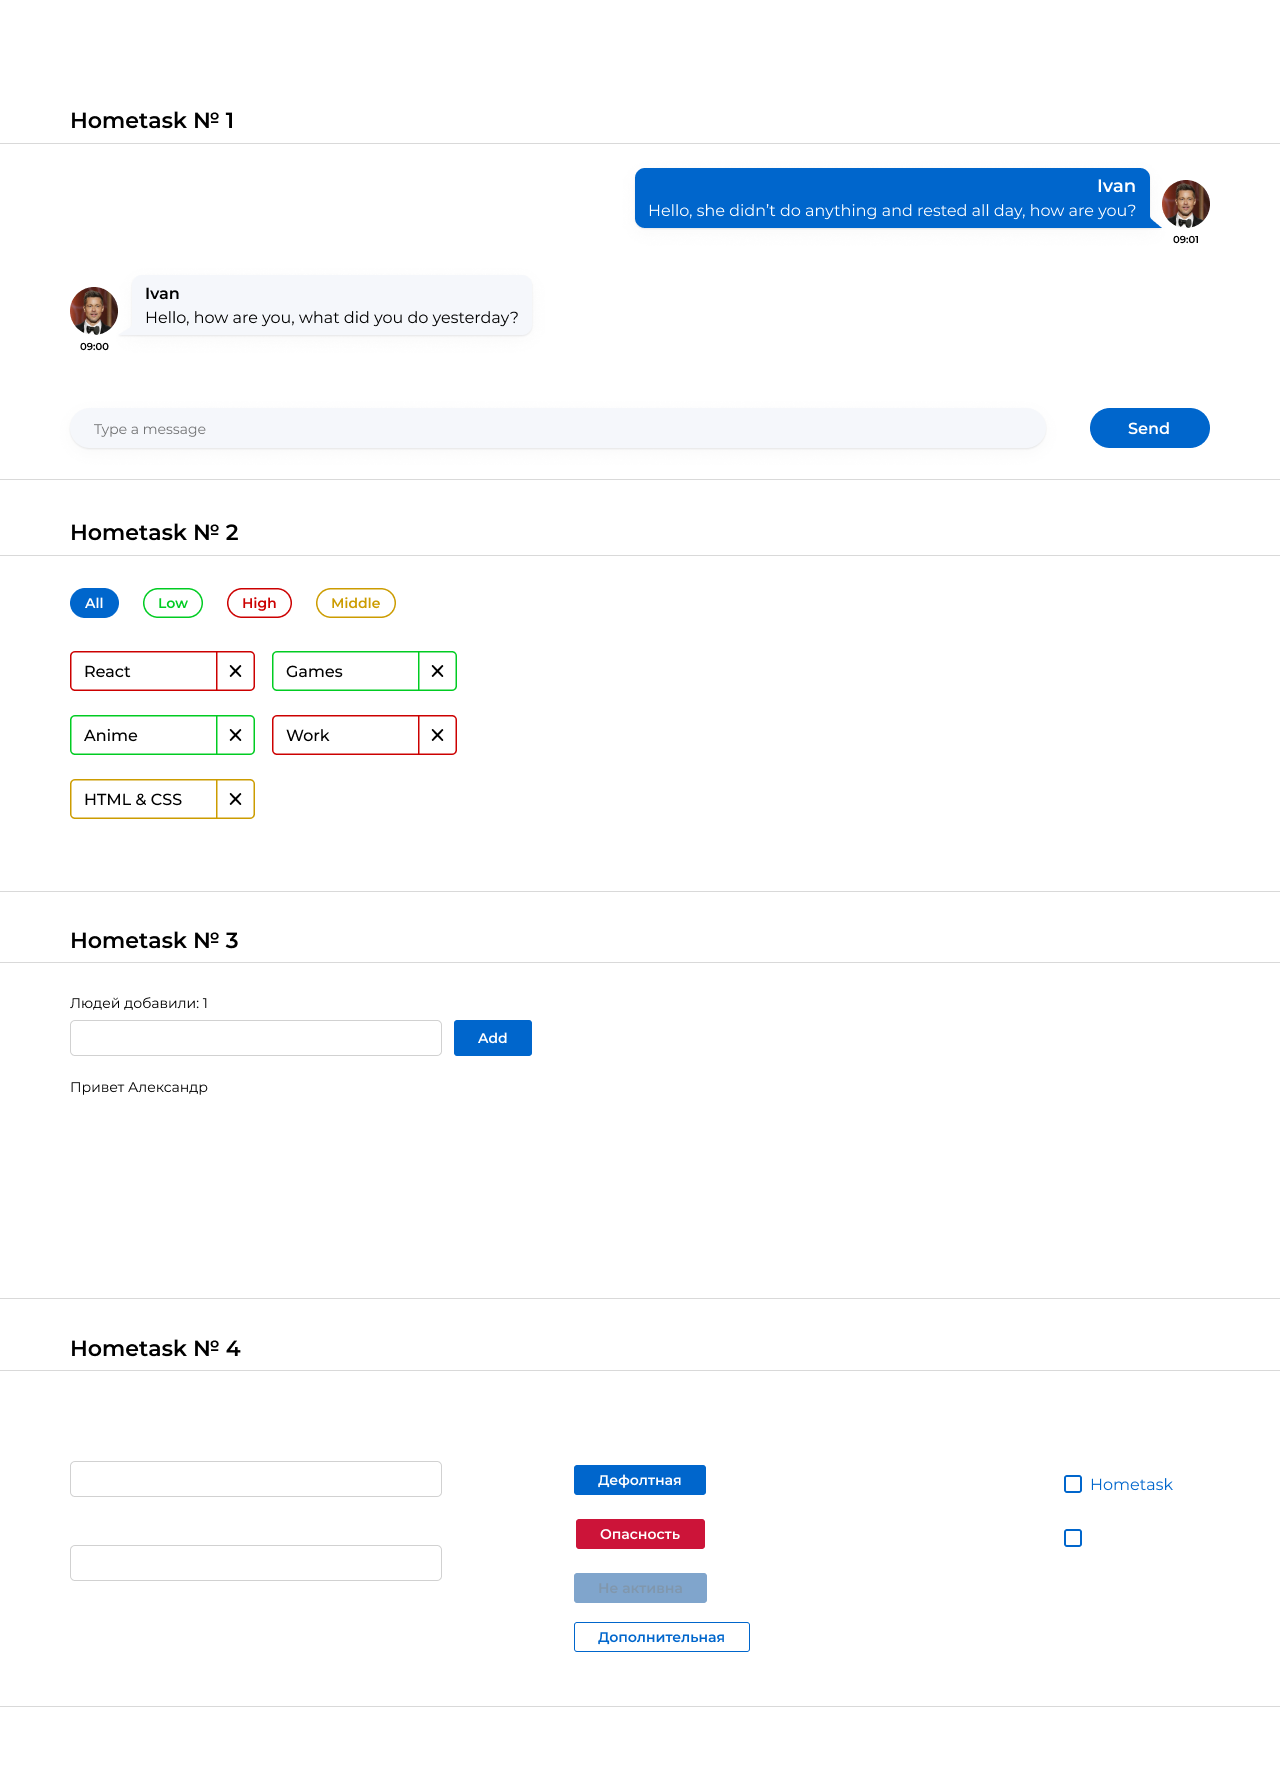 Hometask № 1
Ivan
Hello, she didn’t do anything and rested all day, how are you?
09:01
Ivan
Hello, how are you, what did you do yesterday?
09:00
Type a message
Send
Hometask № 2
All
Low
High
Middle
React
Games
Anime
Work
HTML & CSS
Hometask № 3
Людей добавили: 1
Add
Привет Александр
Hometask № 4
Дефолтная
Hometask
Опасность
Не активна
Дополнительная